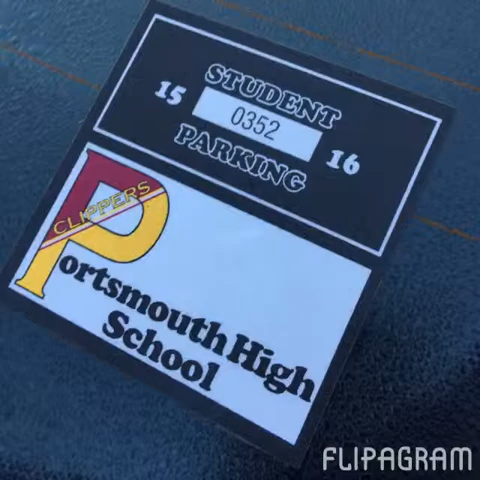 STUDENT
15 0352 16
PARKING
CLIPPERS
Portsmouth High
School
FLIPAGRAM